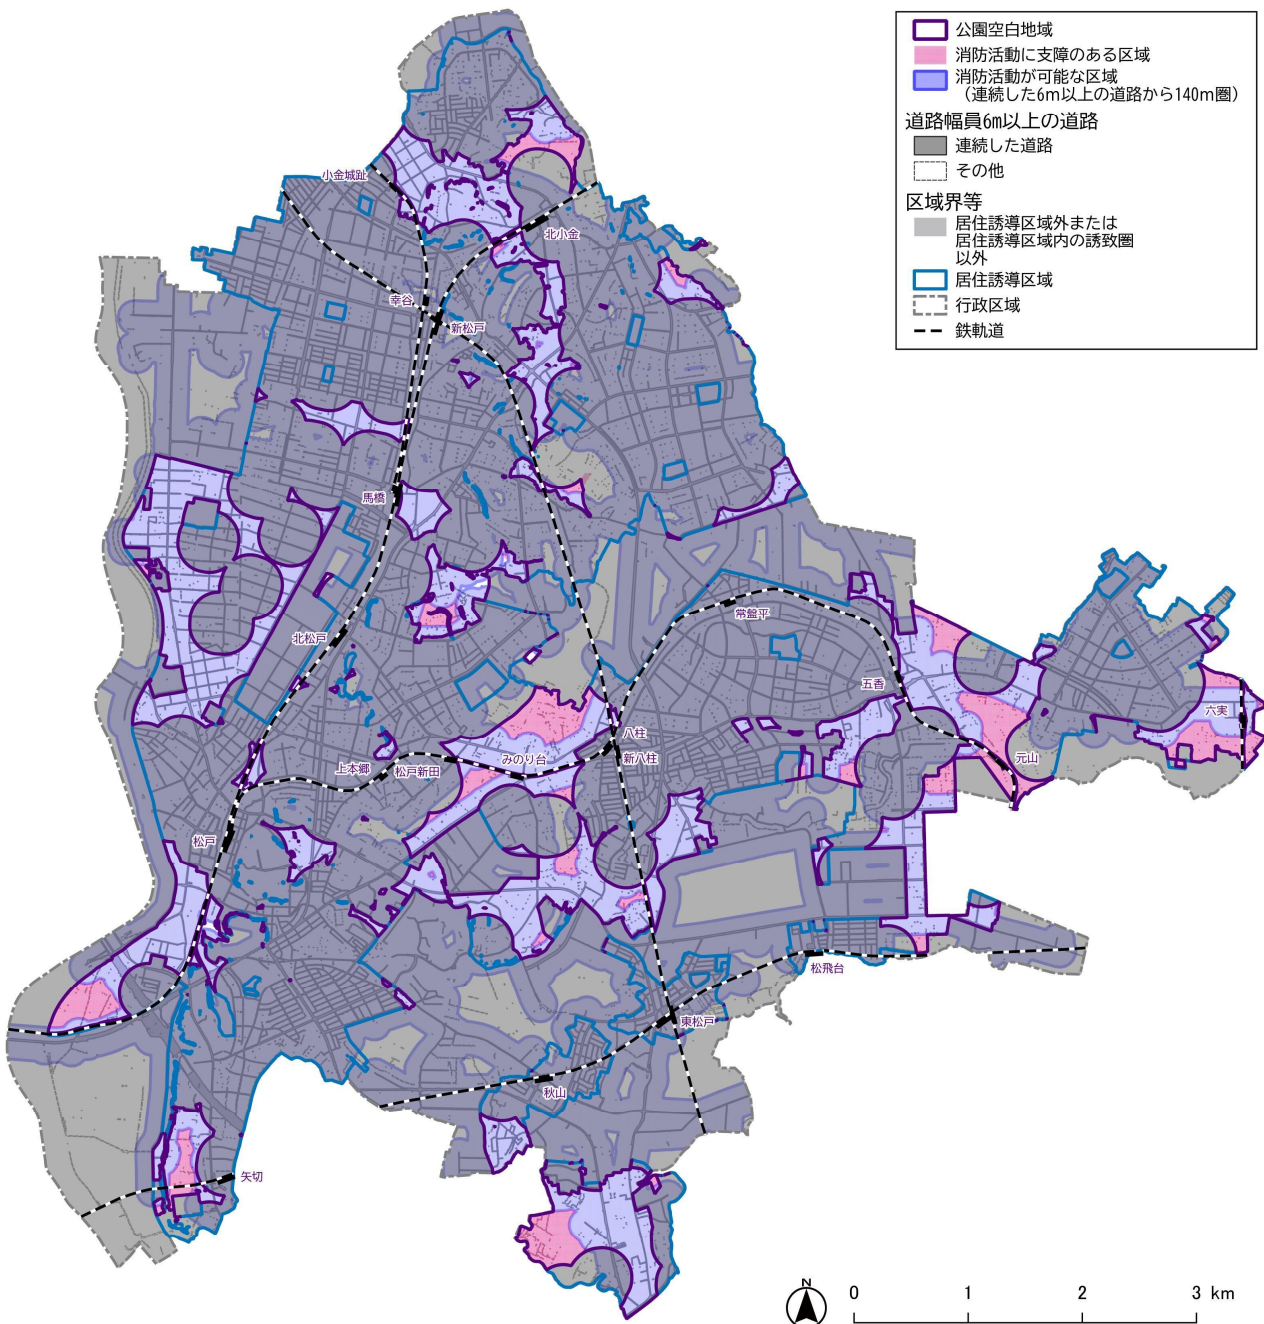 公園空白地域
消防活動に支障のある区域
消防活動が可能な区域
（連続した6m以上の道路から140m圏）
道路幅員6m以上の道路
連続した道路
その他
区域界等
居住誘導区域外または
居住誘導区域内の誘致圏
以外
居住誘導区域
行政区域
鉄軌道
小金城趾
北小金
幸谷
新松戸
馬橋
常盤平
北松戸
五香
六実
八柱
新八柱
みのり台
元山
上本郷
松戸新田
松戸
松飛台
東松戸
秋山
矢切
N
0 1 2 3 km